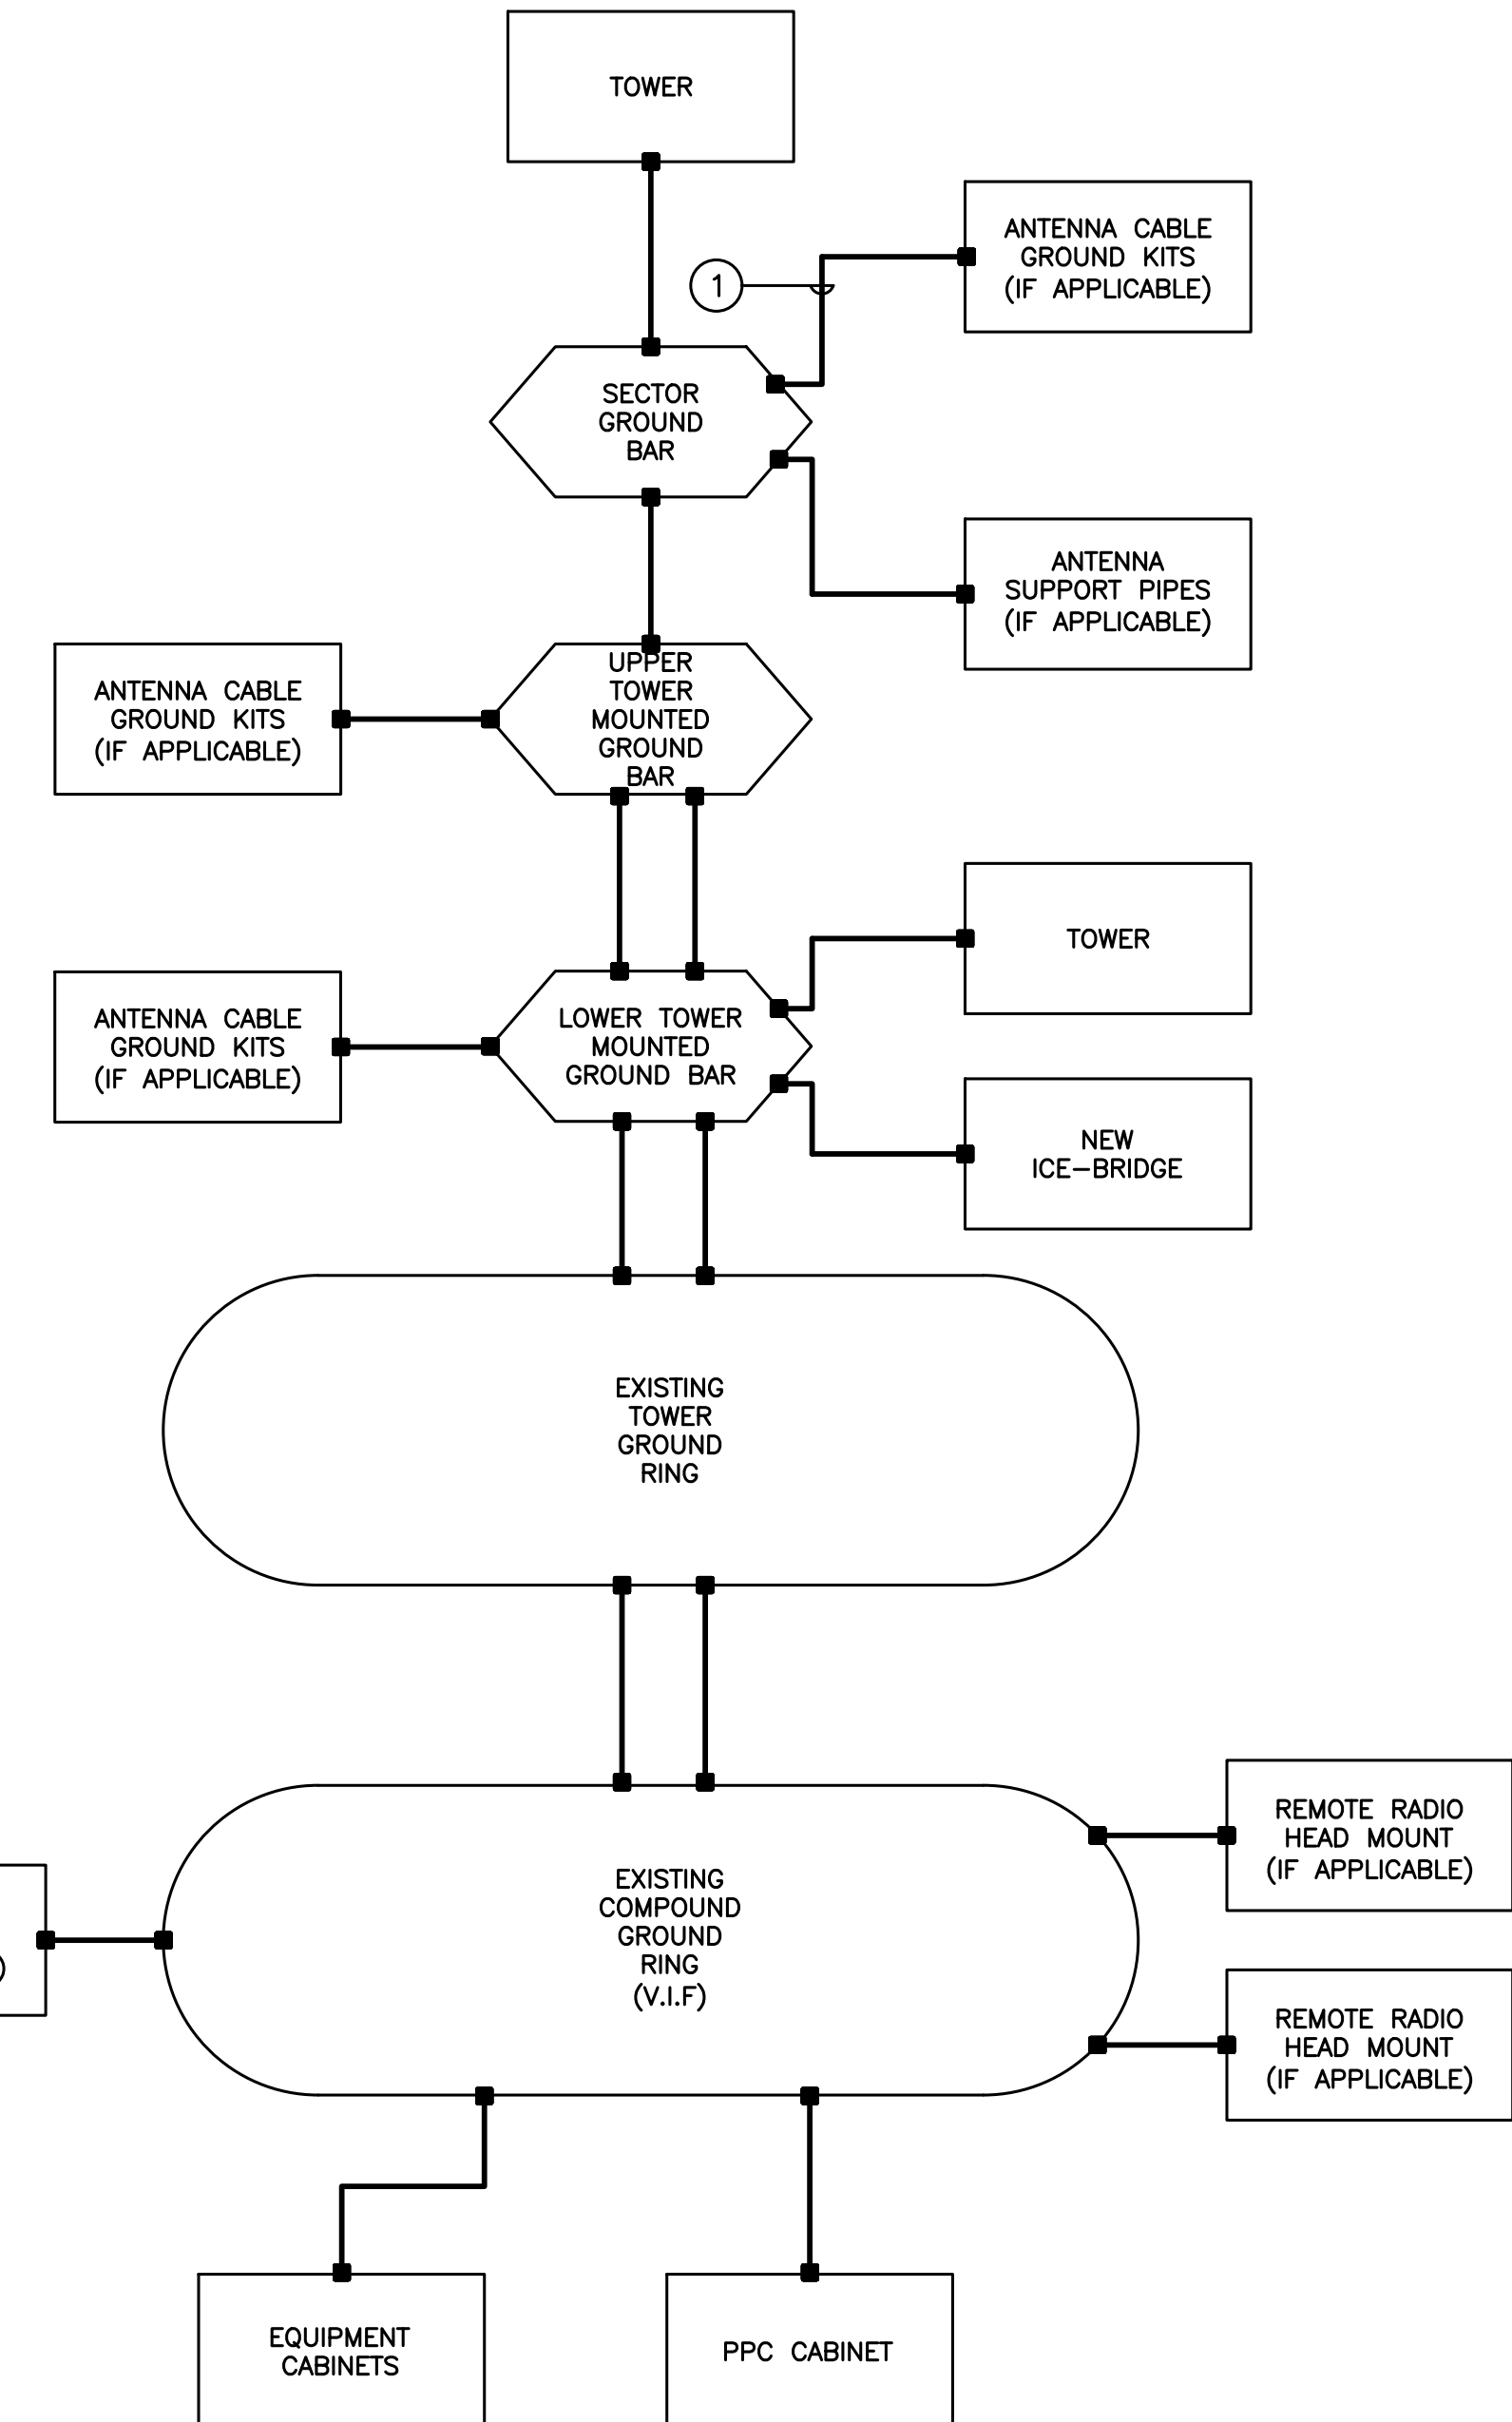 TOWER
ANTENNA CABLE
GROUND KITS
(IF APPLICABLE)
1
SECTOR
GROUND
BAR
ANTENNA
SUPPORT PIPES
(IF APPLICABLE)
ANTENNA CABLE
GROUND KITS
(IF APPLICABLE)
UPPER
TOWER
MOUNTED
GROUND
BAR
TOWER
ANTENNA CABLE
GROUND KITS
(IF APPLICABLE)
LOWER TOWER
MOUNTED
GROUND BAR
NEW
ICE-BRIDGE
EXISTING
TOWER
GROUND
RING
REMOTE RADIO
HEAD MOUNT
(IF APPLICABLE)
EXISTING
COMPOUND
GROUND
RING
(V.I.F)
)
REMOTE RADIO
HEAD MOUNT
(IF APPLICABLE)
EQUIPMENT
CABINETS
PPC CABINET